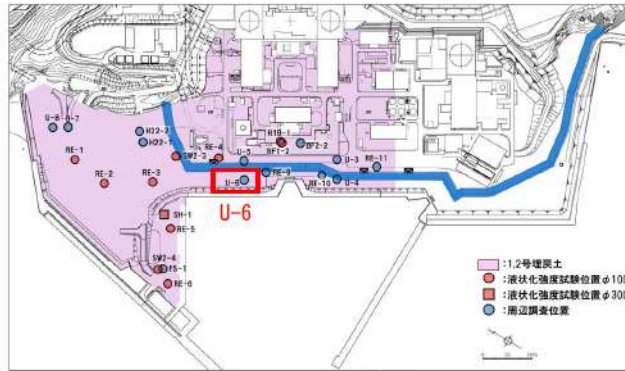 U-8
U-7
H22-2
H22-1
RE-1
RE-2
RE-3
SW2-3
RE-4
U-5
H19-1
BF1-2
BF2-2
U-3
RE-11
RE-9
RE-10
U-4
U-6
U-6
SH-1
RE-5
SW2-4
RE-6
:1,2号埋戻土
:液状化強度試験位置φ100
:液状化強度試験位置φ300
:周辺調査位置